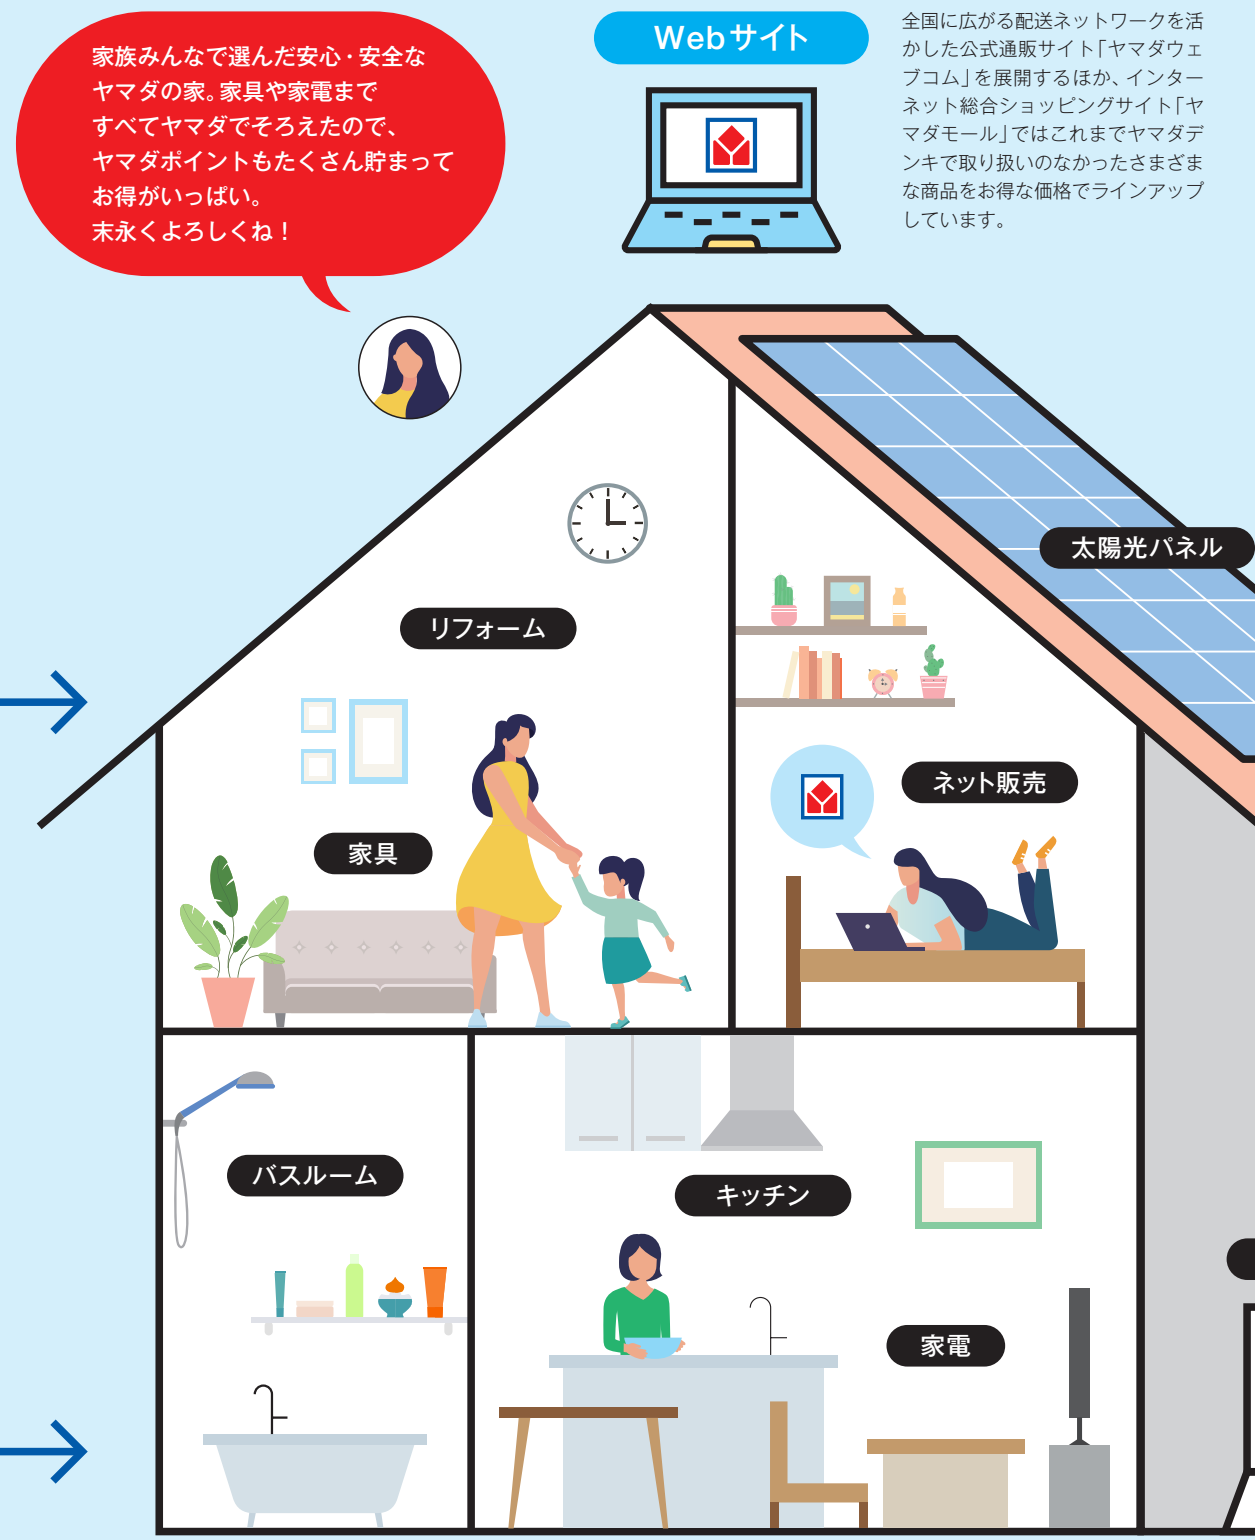 家族みんなで選んだ安心・安全な
ヤマダの家。家具や家電まで
すべてヤマダでそろえたので、
ヤマダポイントもたくさん貯まって
お得がいっぱい。
末永くよろしくね！
Webサイト
全国に広がる配送ネットワークを活
かした公式通販サイト「ヤマダウェ
ブコム」を展開するほか、インター
ネット総合ショッピングサイト「ヤ
マダモール」ではこれまでヤマダデ
ンキで取り扱いのなかったさまざま
な商品をお得な価格でラインアップ
しています。
太陽光パネル
リフォーム
ネット販売
家具
バスルーム
キッチン
家電